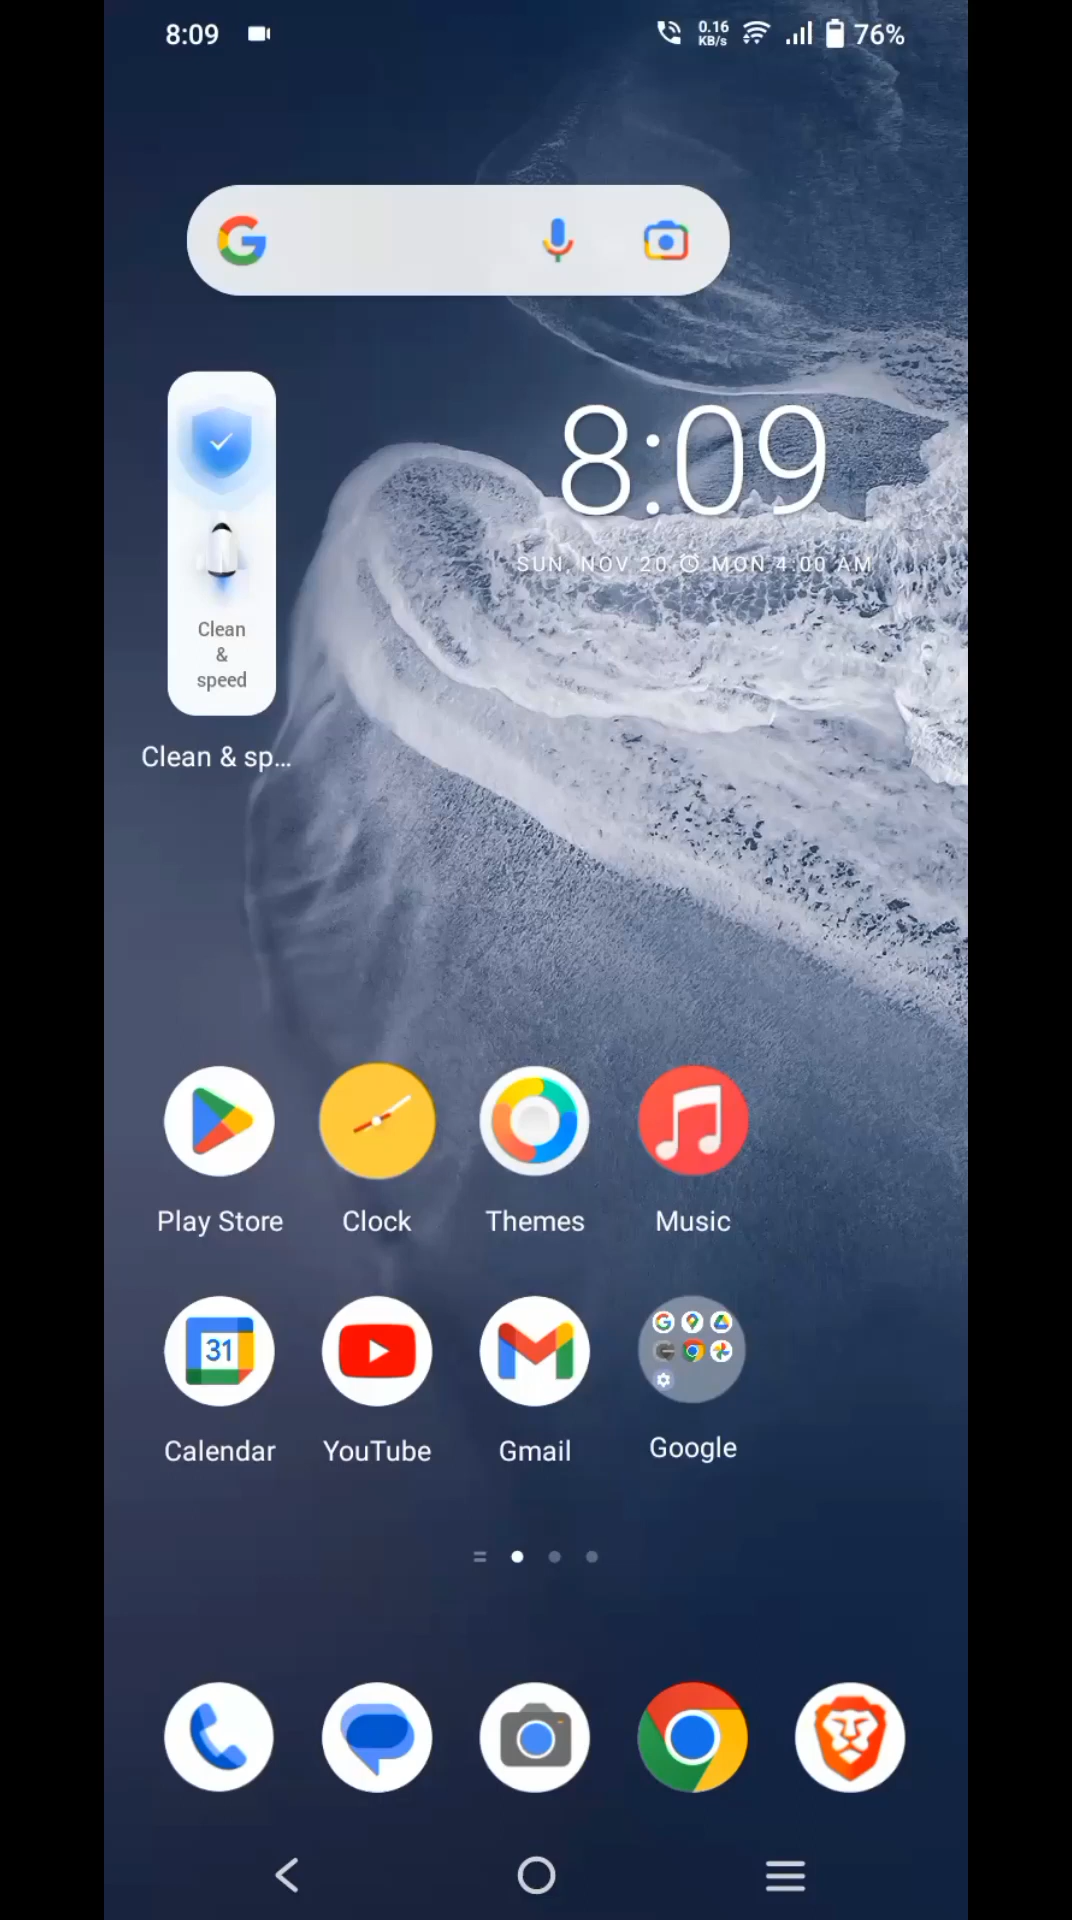 8:09
0.16
KB/s
76%
8:09
SUN, NOV 20 MON 4:00 AM
Clean
&
speed
Clean & sp...
Play Store Clock Themes Music
31
Calendar YouTube Gmail Google